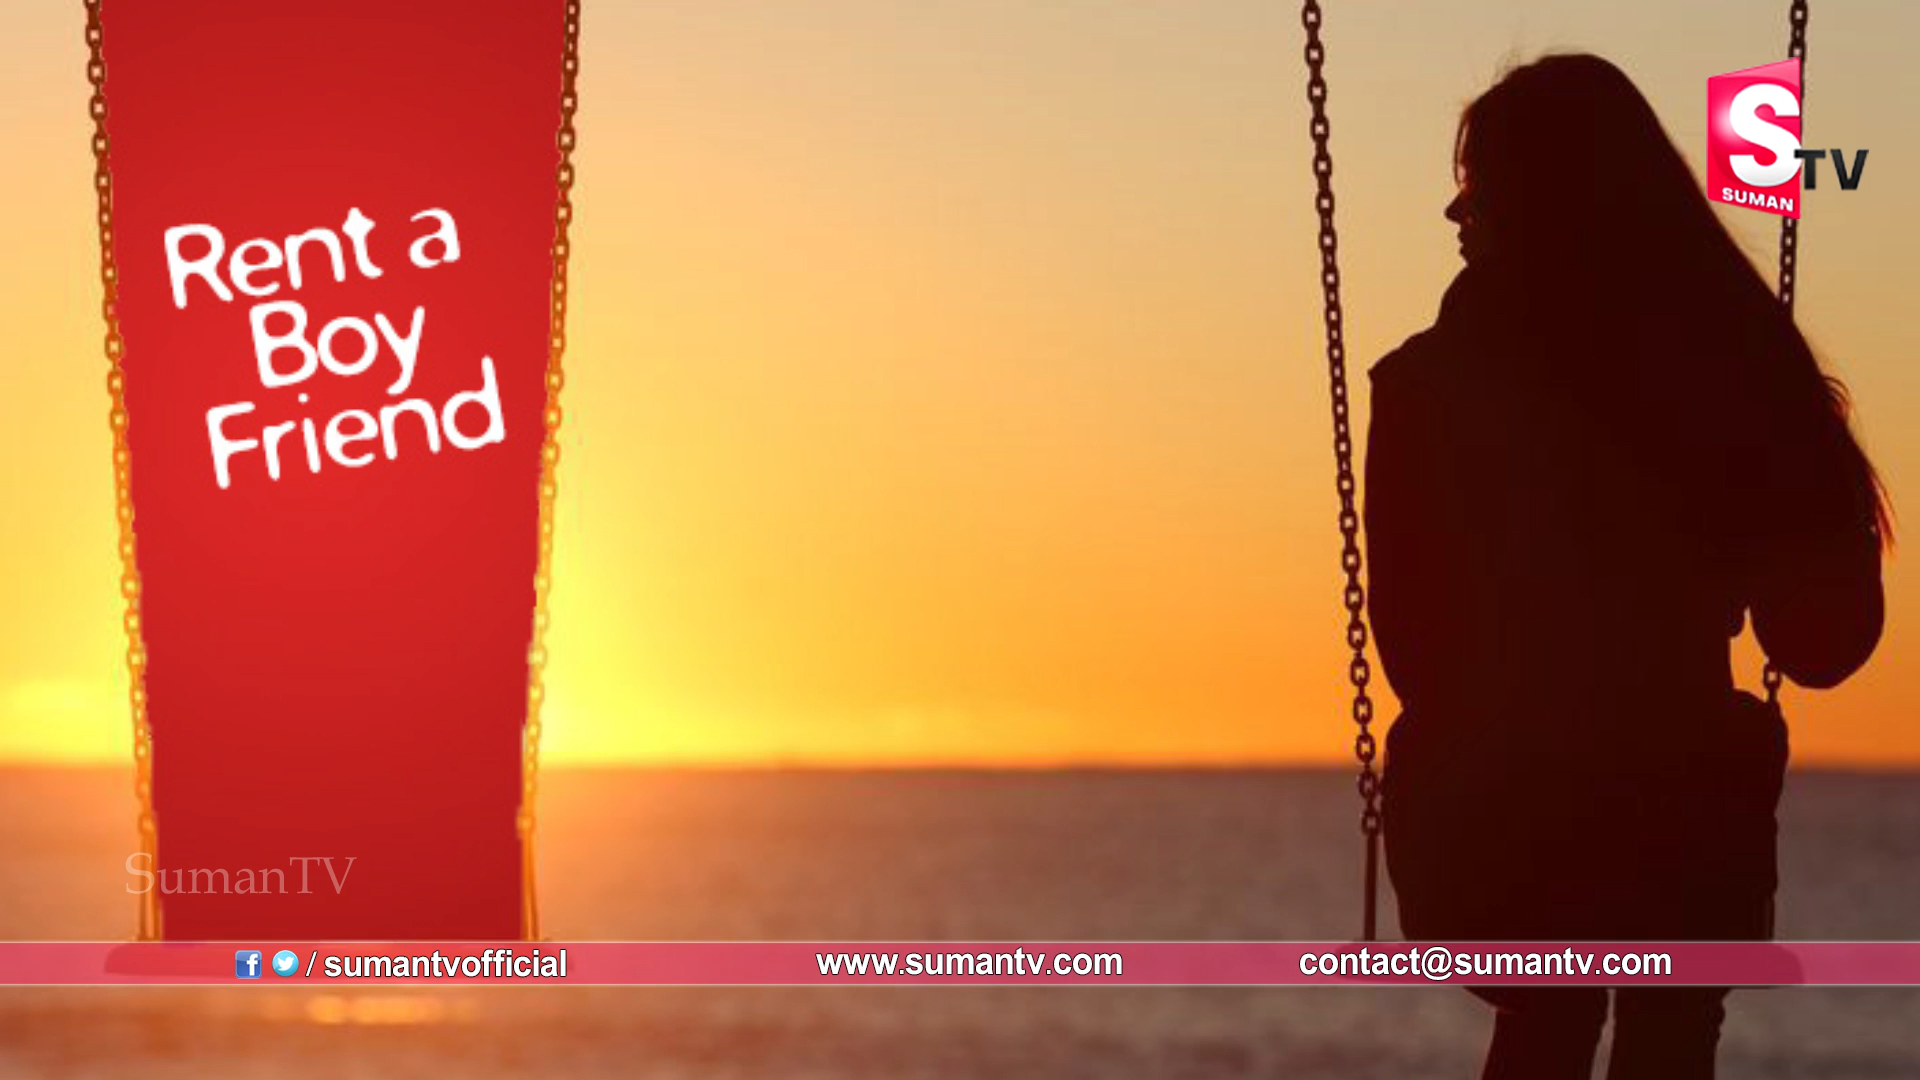 Rent a
Boy
Friend
S
TV
SUMAN
SumanTV
/ sumantvofficial
www.sumantv.com
contact@sumantv.com